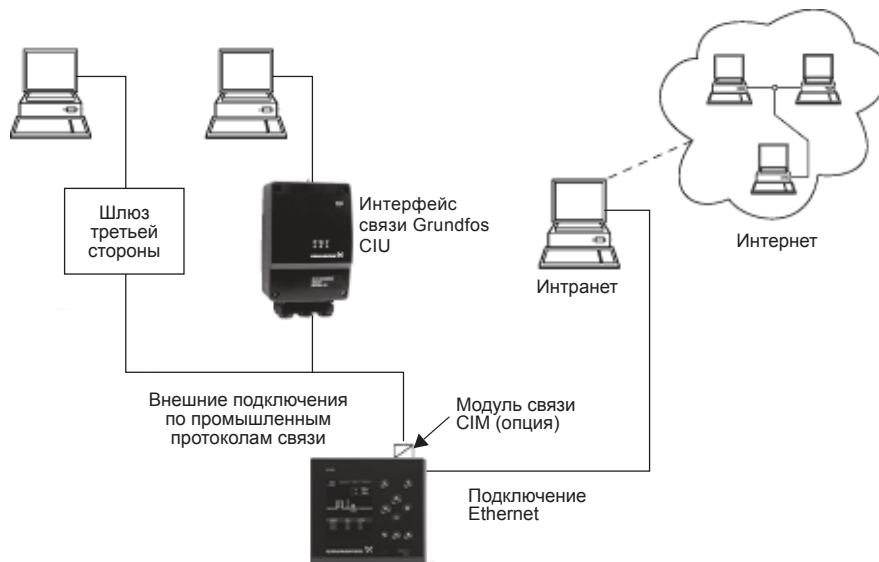 Шлюз
третьей
стороны
Интерфейс
связи Grundfos
CIU
Интернет
Интранет
Внешние подключения
по промышленным
протоколам связи
Модуль связи
CIM (опция)
Подключение
Ethernet